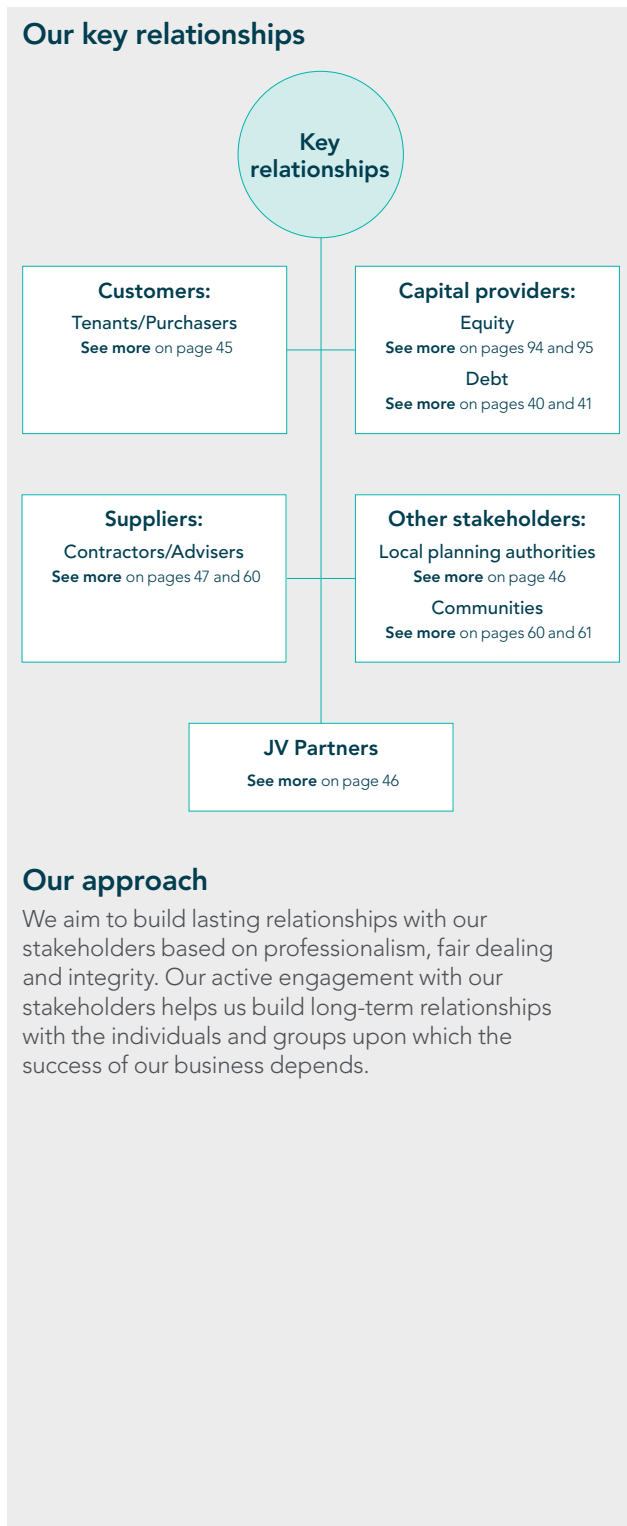 Our key relationships
Key
relationships
Customers:
Tenants/Purchasers
See more on page 45
Capital providers:
Equity
See more on pages 94 and 95
Debt
See more on pages 40 and 41
Suppliers:
Contractors/Advisers
See more on pages 47 and 60
Other stakeholders:
Local planning authorities
See more on page 46
Communities
See more on pages 60 and 61
JV Partners
See more on page 46
Our approach
We aim to build lasting relationships with our
stakeholders based on professionalism, fair dealing
and integrity. Our active engagement with our
stakeholders helps us build long-term relationships
with the individuals and groups upon which the
success of our business depends.